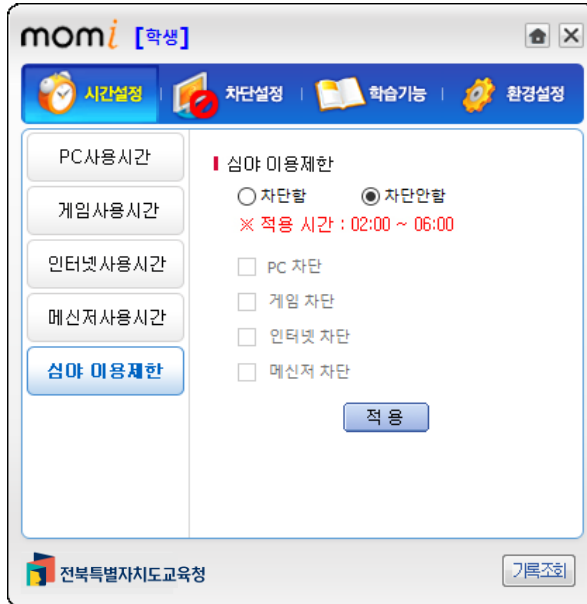 momi [학생]
시간설정 차단설정 학습기능 환경설정
PC사용시간
게임사용시간
인터넷사용시간
메신저사용시간
심야 이용제한
심야 이용제한
차단함 차단안함
※ 적용 시간 : 02:00 ~ 06:00
PC 차단
게임 차단
인터넷 차단
메신저 차단
적 용
전북특별자치도교육청
기록조회